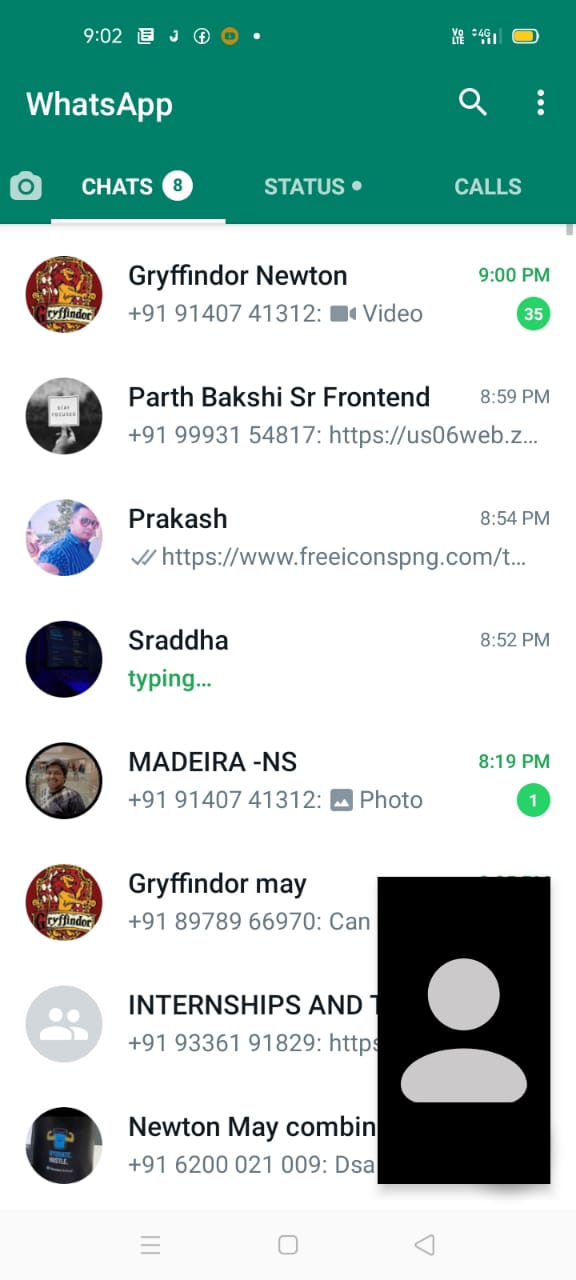 9:02 VoLTE 4G
WhatsApp
CHATS 8 STATUS CALLS
Gryffindor Newton 9:00 PM
+91 91407 41312: Video 35
Parth Bakshi Sr Frontend 8:59 PM
+91 99931 54817: https://us06web.z...
Prakash 8:54 PM
https://www.freeiconspng.com/t...
Sraddha 8:52 PM
typing...
MADEIRA -NS 8:19 PM
+91 91407 41312: Photo 1
Gryffindor may
+91 89789 66970: Can
INTERNSHIPS AND
+91 93361 91829: https
Newton May combin
+91 6200 021 009: Dsa